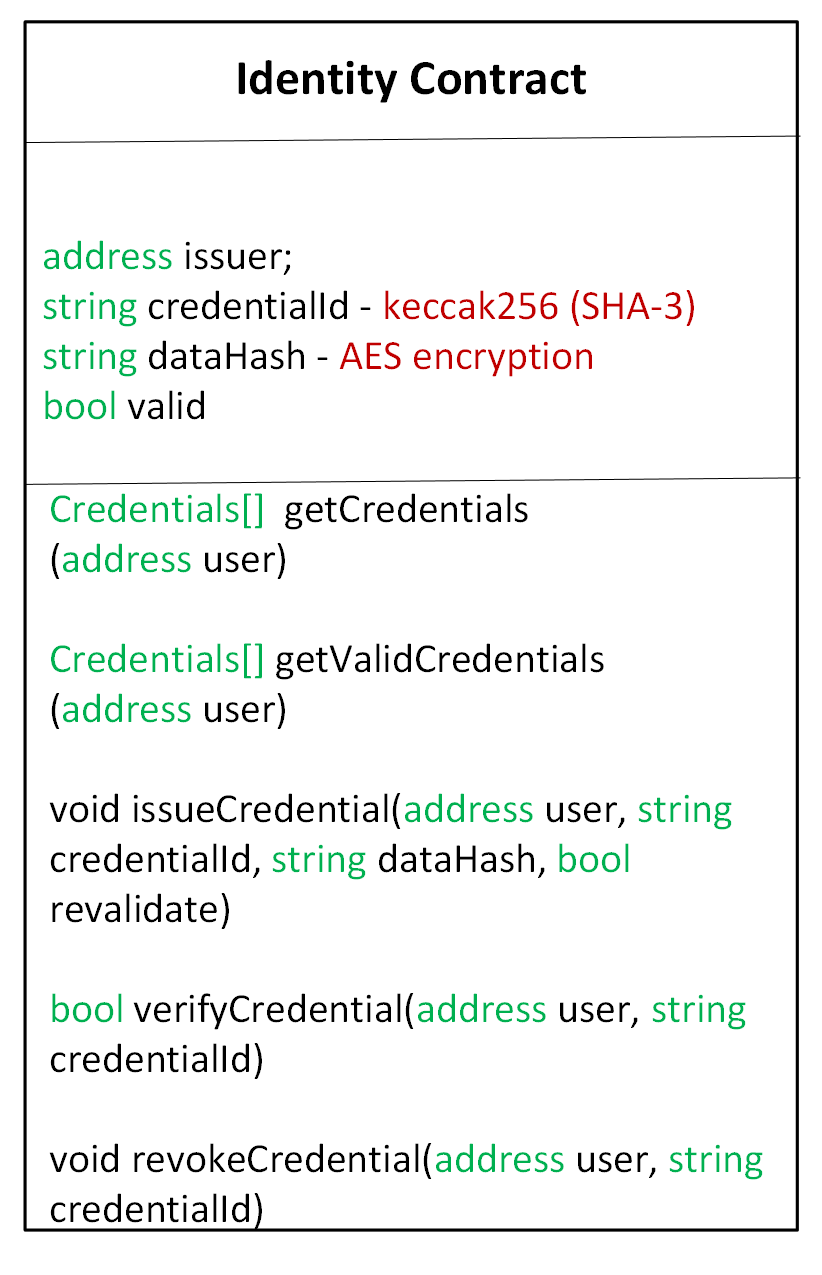 Identity Contract
address issuer;
string credentialId - keccak256 (SHA-3)
string dataHash - AES encryption
bool valid
Credentials[] getCredentials
(address user)
Credentials[] getValidCredentials
(address user)
void issueCredential(address user, string
credentialId, string dataHash, bool
revalidate)
bool verifyCredential(address user, string
credentialId)
void revokeCredential(address user, string
credentialId)